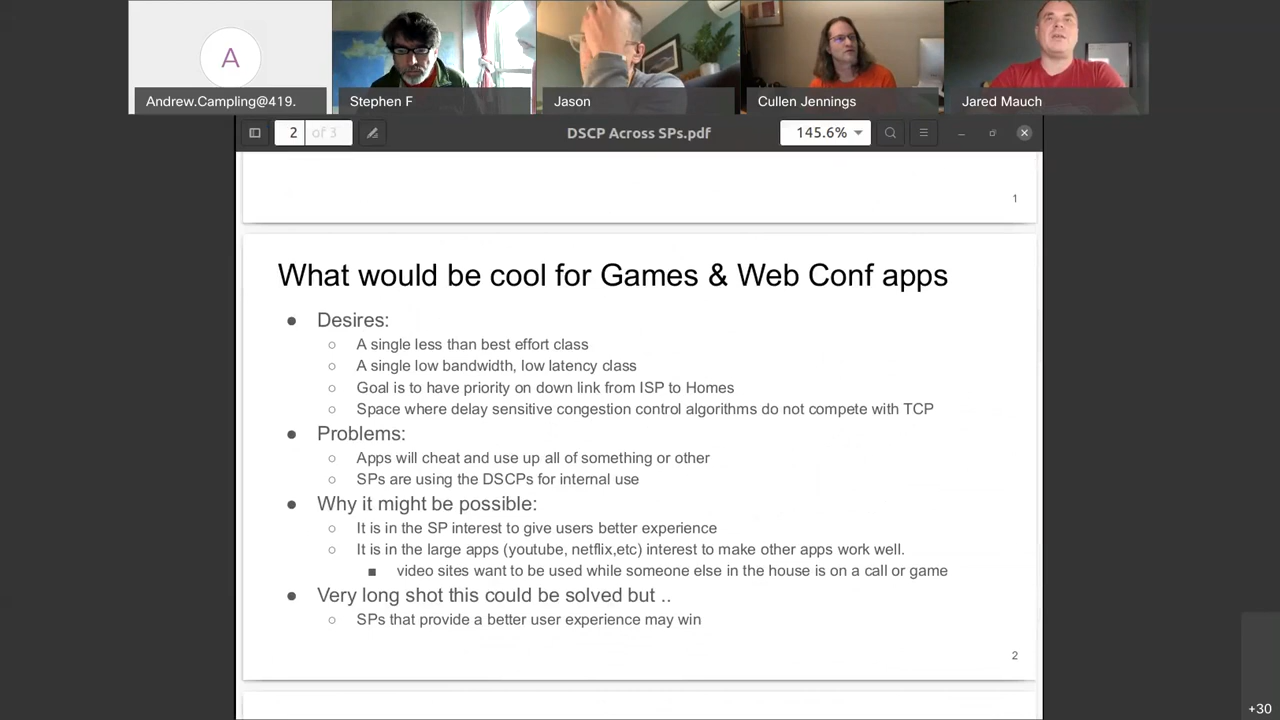 A
Andrew.Campling@419.
Stephen F
Jason
Cullen Jennings
Jared Mauch
2 of 3
DSCP Across SPs.pdf
145.6%
1
What would be cool for Games & Web Conf apps
Desires:
A single less than best effort class
A single low bandwidth, low latency class
Goal is to have priority on down link from ISP to Homes
Space where delay sensitive congestion control algorithms do not compete with TCP
Problems:
Apps will cheat and use up all of something or other
SPs are using the DSCPs for internal use
Why it might be possible:
It is in the SP interest to give users better experience
It is in the large apps (youtube, netflix,etc) interest to make other apps work well.
video sites want to be used while someone else in the house is on a call or game
Very long shot this could be solved but ..
SPs that provide a better user experience may win
2
+30